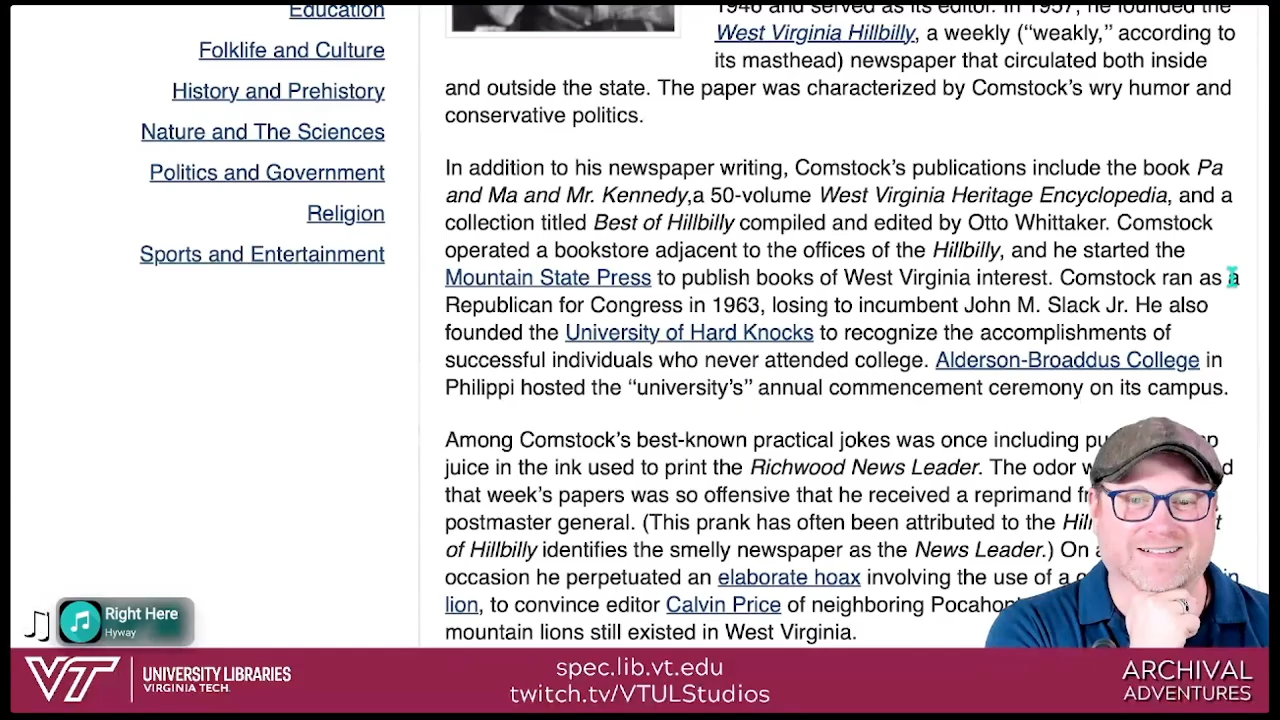 Education
Folklife and Culture
History and Prehistory
Nature and The Sciences
Politics and Government
Religion
Sports and Entertainment
1946 and served as its editor. In 1957, he founded the
West Virginia Hillbilly, a weekly (“weakly,” according to
its masthead) newspaper that circulated both inside
and outside the state. The paper was characterized by Comstock’s wry humor and
conservative politics.
In addition to his newspaper writing, Comstock’s publications include the book Pa
and Ma and Mr. Kennedy,a 50-volume West Virginia Heritage Encyclopedia, and a
collection titled Best of Hillbilly compiled and edited by Otto Whittaker. Comstock
operated a bookstore adjacent to the offices of the Hillbilly, and he started the
Mountain State Press to publish books of West Virginia interest. Comstock ran as a
Republican for Congress in 1963, losing to incumbent John M. Slack Jr. He also
founded the University of Hard Knocks to recognize the accomplishments of
successful individuals who never attended college. Alderson-Broaddus College in
Philippi hosted the “university’s” annual commencement ceremony on its campus.
Among Comstock’s best-known practical jokes was once including
juice in the ink used to print the Richwood News Leader. The odor
that week’s papers was so offensive that he received a reprimand
postmaster general. (This prank has often been attributed to the
of Hillbilly identifies the smelly newspaper as the News Leader.) On
occasion he perpetuated an elaborate hoax involving the use of a
lion, to convince editor Calvin Price of neighboring
mountain lions still existed in West Virginia.
Right Here
Hyway
VT
UNIVERSITY LIBRARIES
VIRGINIA TECH.
spec.lib.vt.edu
twitch.tv/VTULStudios
ARCHIVAL
ADVENTURES